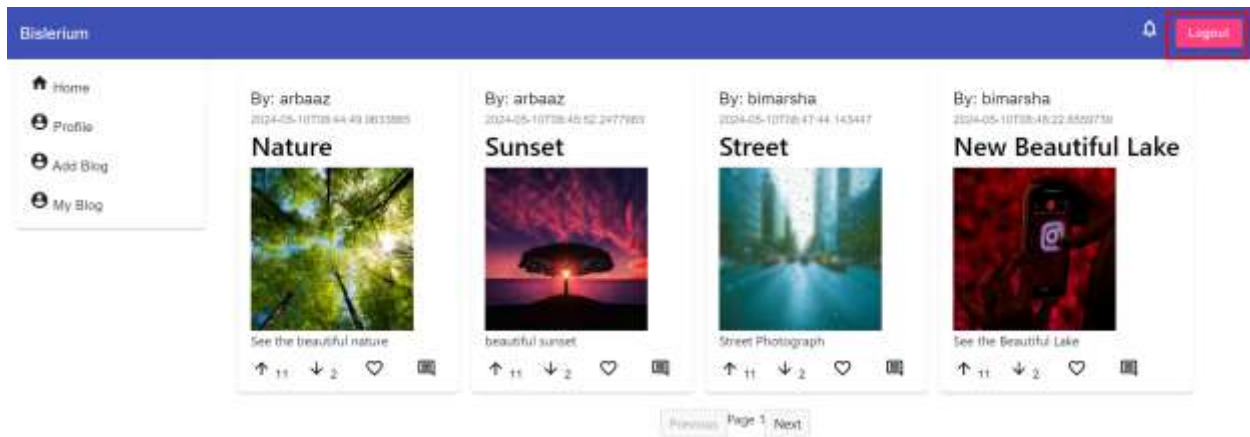 Bislerium
Logout
Home
Profile
Add Blog
My Blog
By: arbaaz
Nature
See the beautiful nature
11 2
By: arbaaz
Sunset
beautiful sunset
11 2
By: bimarsha
Street
Street Photograph
11 2
By: bimarsha
New Beautiful Lake
See the Beautiful Lake
11 2
Previous Page 1 Next